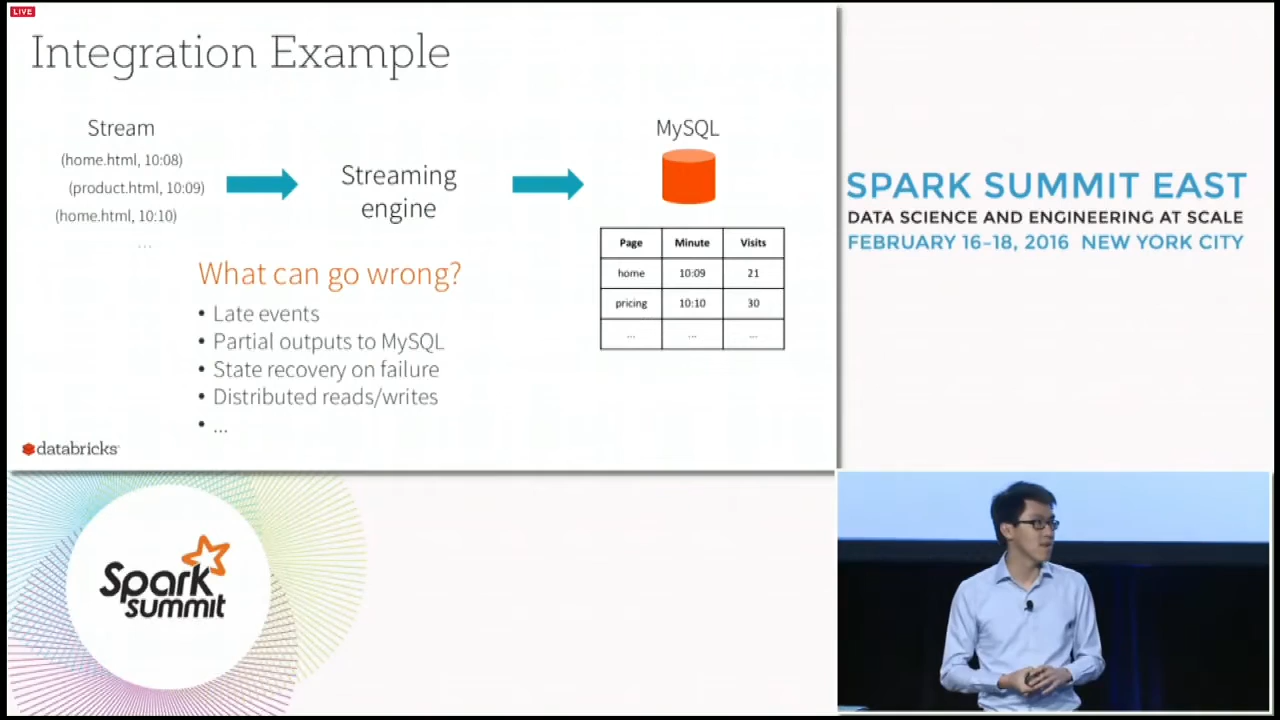 LIVE
Integration Example
Stream
(home.html, 10:08)
(product.html, 10:09)
(home.html, 10:10)
...
Streaming
engine
MySQL
Page Minute Visits
home 10:09 21
pricing 10:10 30
... ... ...
What can go wrong?
• Late events
• Partial outputs to MySQL
• State recovery on failure
• Distributed reads/writes
• ...
databricks
SPARK SUMMIT EAST
DATA SCIENCE AND ENGINEERING AT SCALE
FEBRUARY 16-18, 2016 NEW YORK CITY
Spark
summit